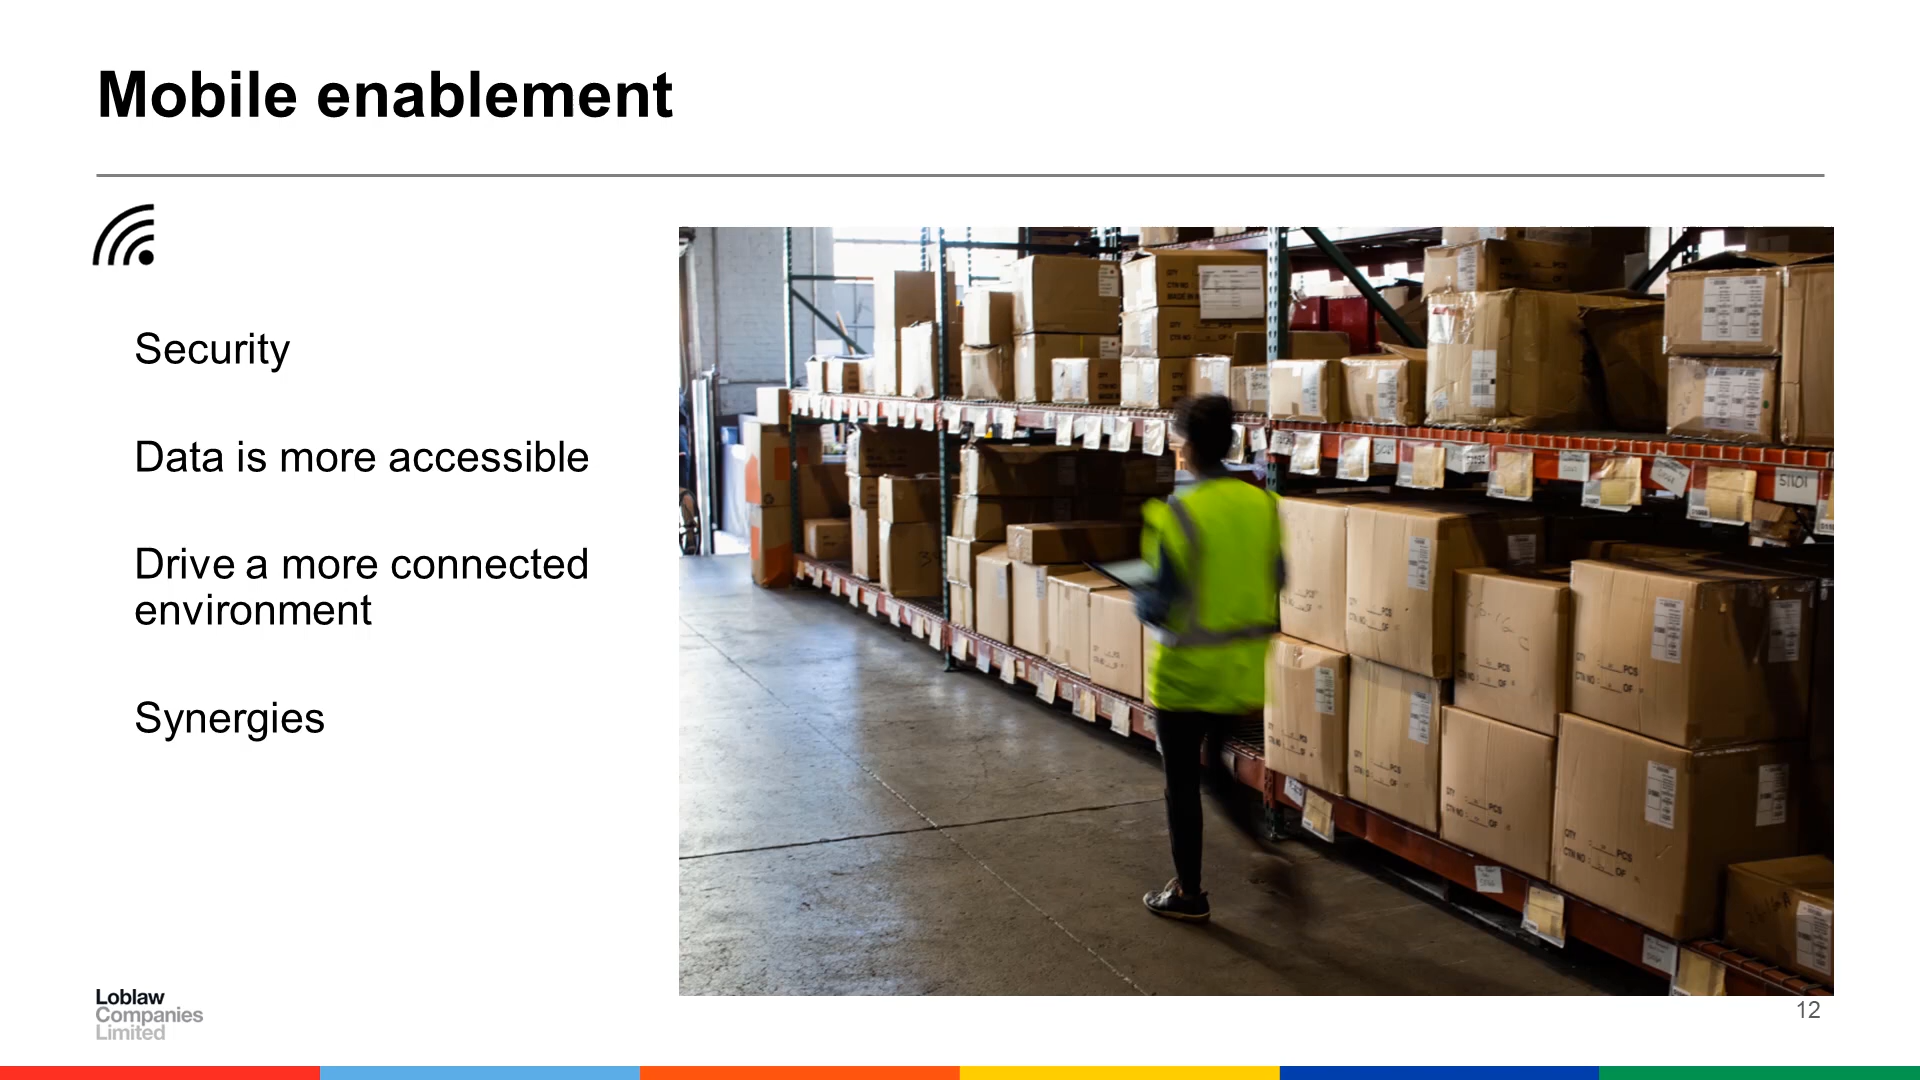 Mobile enablement
Security
Data is more accessible
Drive a more connected
environment
Synergies
Loblaw
Companies
Limited
12